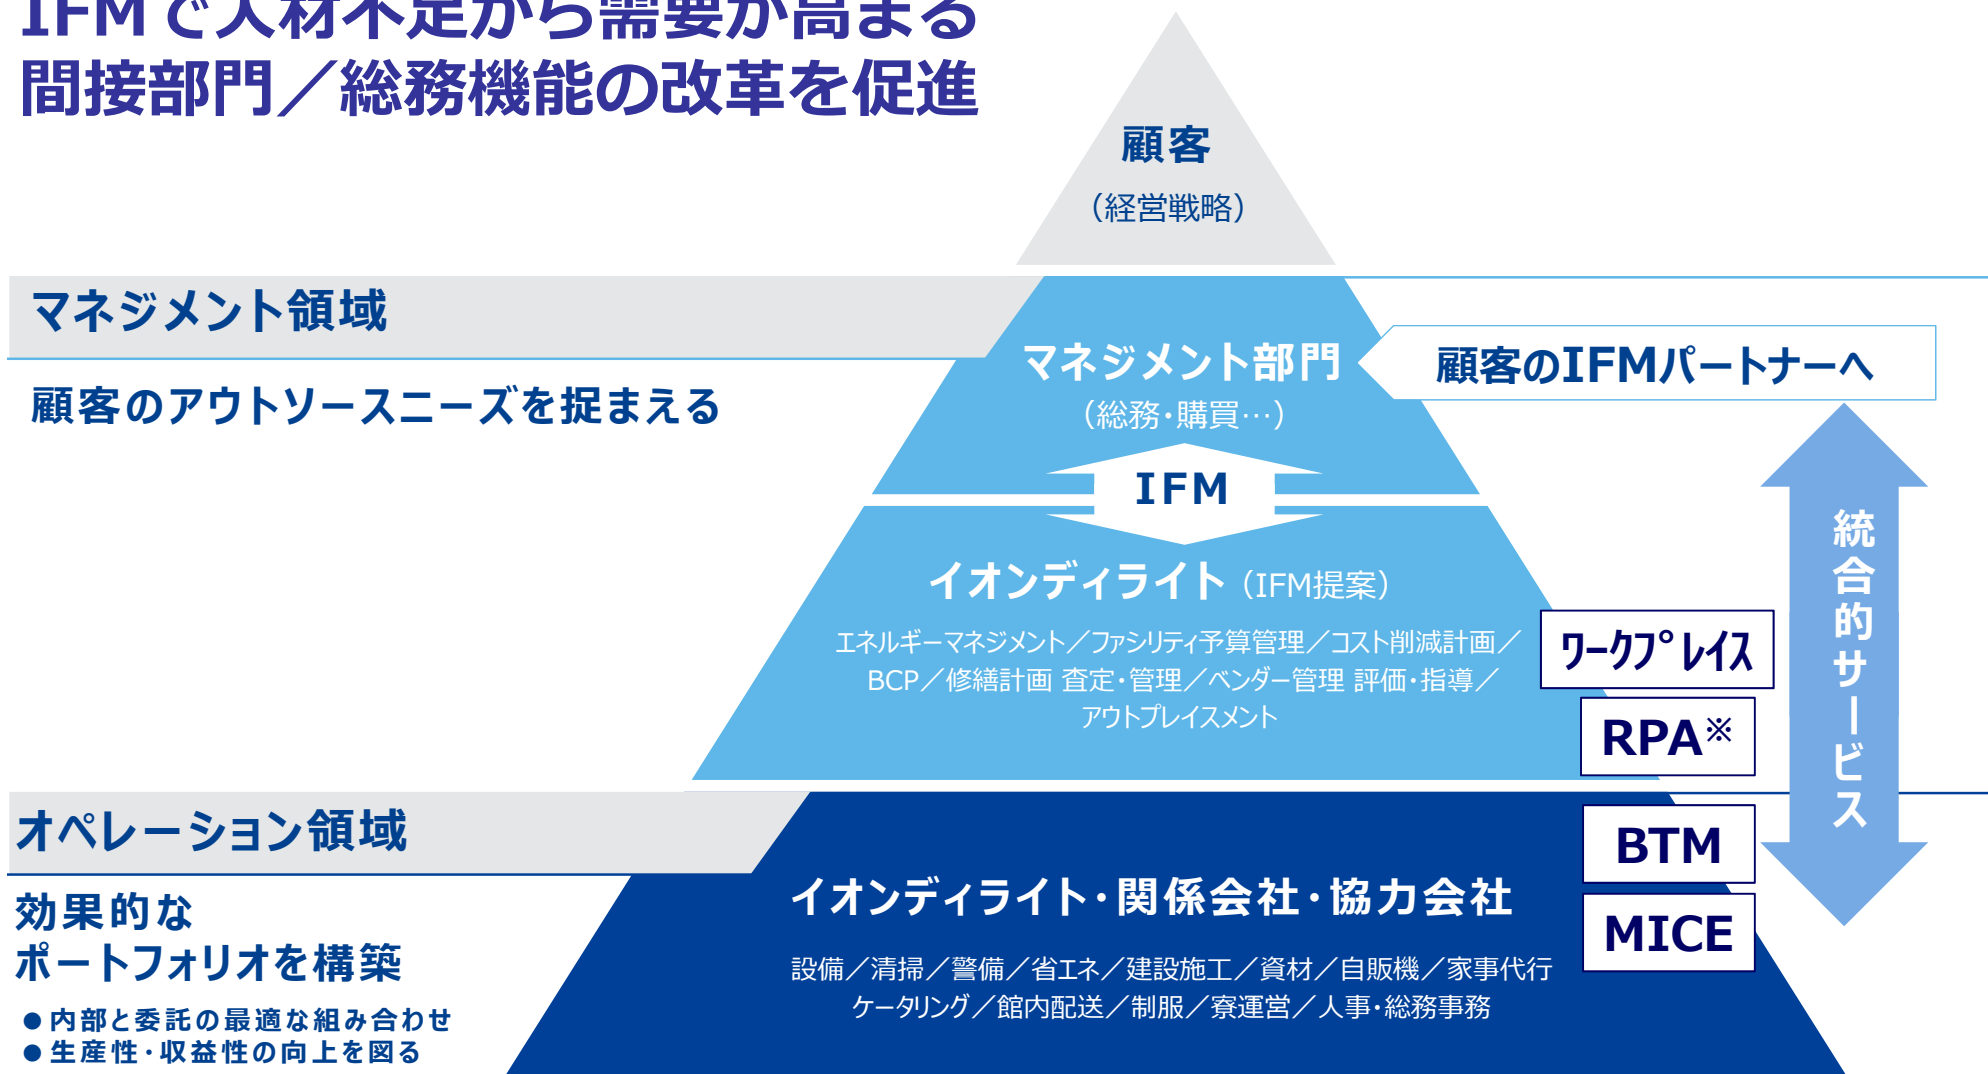 IFMで人材不足から需要が高まる
間接部門／総務機能の改革を促進
顧客
（経営戦略）
マネジメント領域
顧客のアウトソースニーズを捉まえる
マネジメント部門
（総務・購買…）
顧客のIFMパートナーへ
IFM
イオンディライト（IFM提案）
エネルギーマネジメント／ファシリティ予算管理／コスト削減計画／
BCP／修繕計画 査定・管理／ベンダー管理 評価・指導／
アウトプレイスメント
ﾜｰｸﾌﾟﾚｲｽ
RPA※
統合的サービス
オペレーション領域
効果的な
ポートフォリオを構築
●内部と委託の最適な組み合わせ
●生産性・収益性の向上を図る
イオンディライト・関係会社・協力会社
設備／清掃／警備／省エネ／建設施工／資材／自販機／家事代行
ケータリング／館内配送／制服／寮運営／人事・総務事務
BTM
MICE